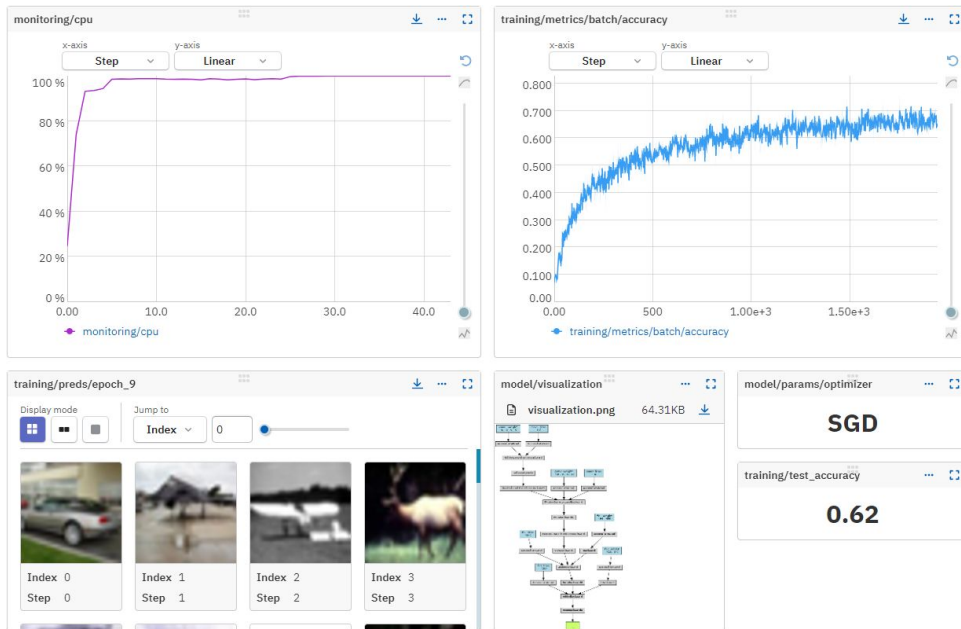 monitoring/cpu
x-axis
y-axis
Step
Linear
100 %
80 %
60 %
40 %
20 %
0 %
0.00
10.0
20.0
30.0
40.0
monitoring/cpu
training/metrics/batch/accuracy
x-axis
y-axis
Step
Linear
0.800
0.700
0.600
0.500
0.400
0.300
0.200
0.100
0.00
0.00
500
1.00e+3
1.50e+3
training/metrics/batch/accuracy
training/preds/epoch_9
Display mode
Jump to
Index
0
Index 0
Step 0
Index 1
Step 1
Index 2
Step 2
Index 3
Step 3
model/visualization
visualization.png 64.31KB
model/params/optimizer
SGD
training/test_accuracy
0.62